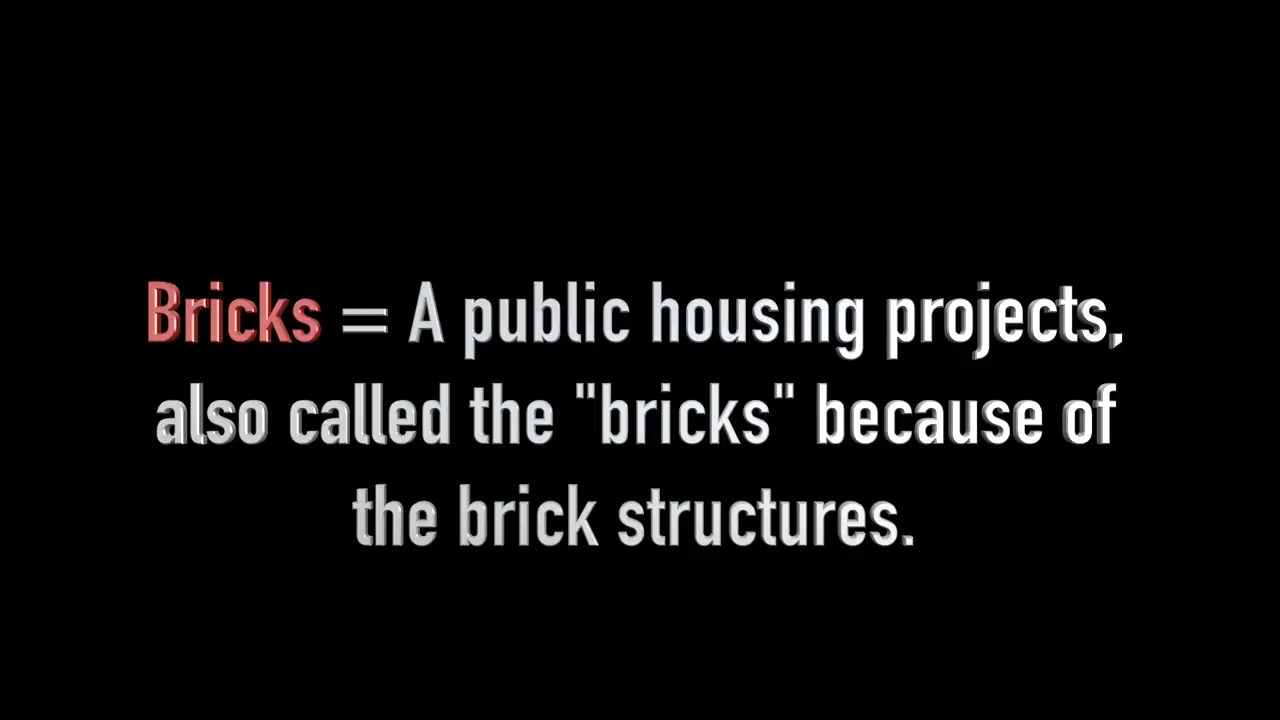 Bricks = A public housing projects,
also called the "bricks" because of
the brick structures.